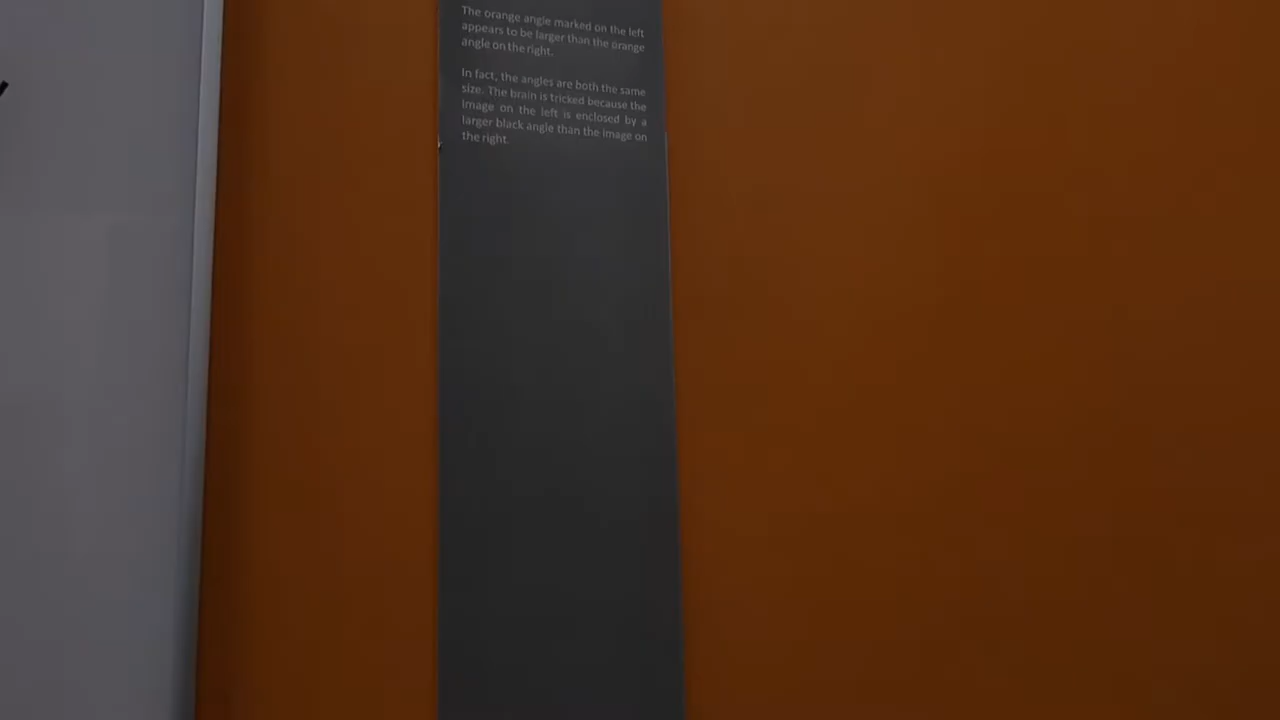 The orange angle marked on the left
appears to be larger than the orange
angle on the right.
In fact, the angles are both the same
size. The brain is tricked because the
image on the left is enclosed by a
larger black angle than the image on
the right.